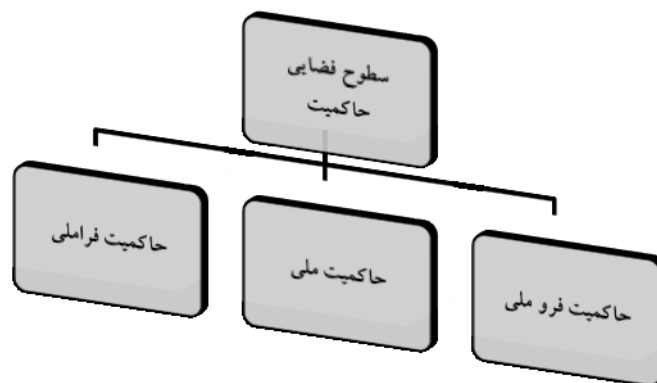 سطوح فضایی
حاکمیت
حاکمیت فرو ملی
حاکمیت ملی
حاکمیت فراملی